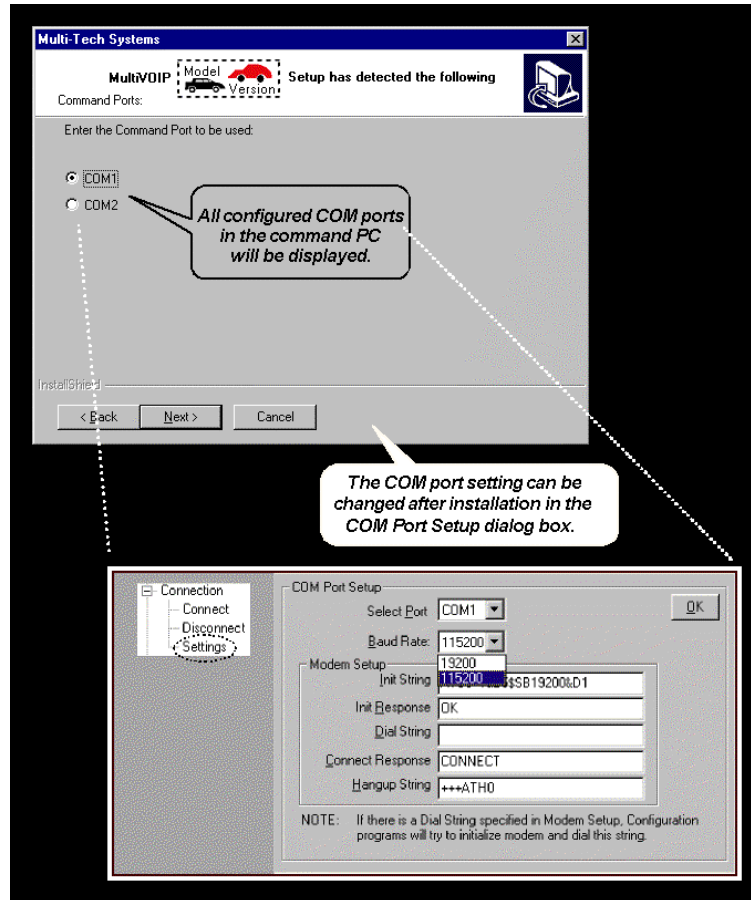 Multi-Tech Systems
MultiVOIP Model Version Setup has detected the following
Command Ports:
Enter the Command Port to be used:
COM1
COM2
All configured COM ports
in the command PC
will be displayed.
InstallShield
< Back Next > Cancel
The COM port setting can be
changed after installation in the
COM Port Setup dialog box.
Connection
Connect
Disconnect
Settings
COM Port Setup
Select Port COM1
OK
Baud Rate: 115200
19200
115200
Modem Setup
Init String $SB19200&D1
Init Response OK
Dial String
Connect Response CONNECT
Hangup String +++ATH0
NOTE: If there is a Dial String specified in Modem Setup, Configuration
programs will try to initialize modem and dial this string.